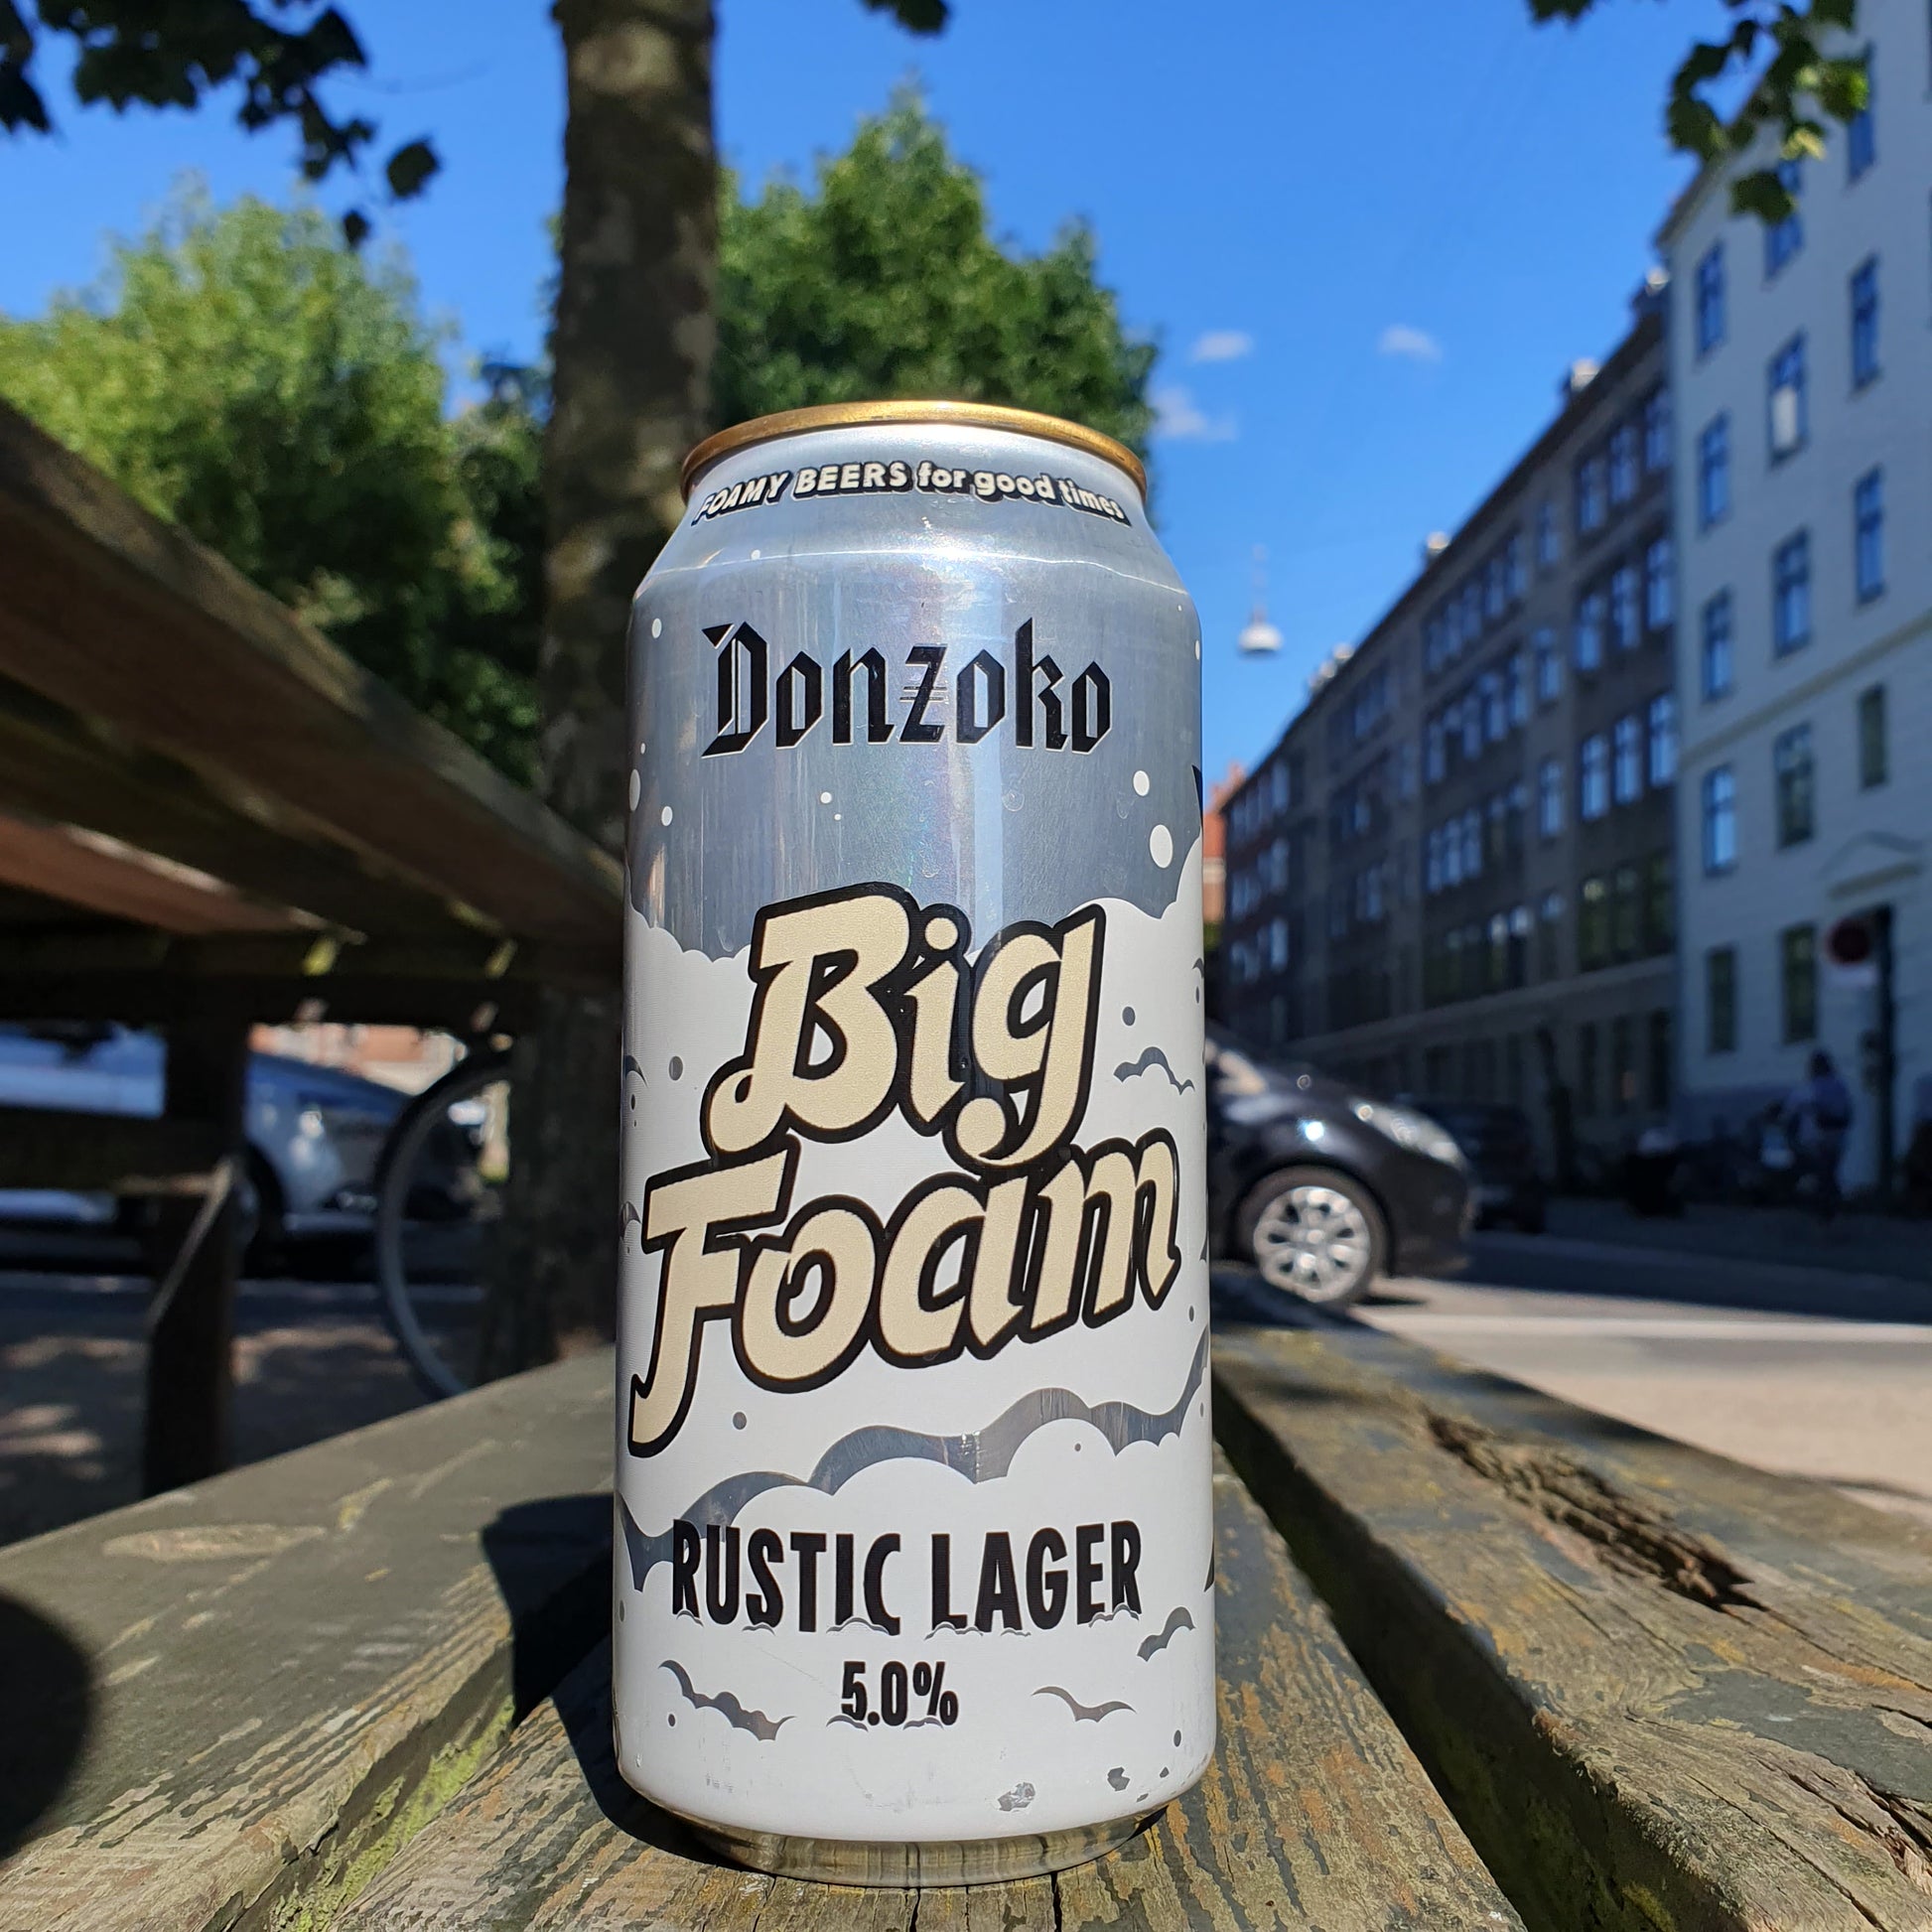 FOAMY BEERS for good times
Donzoko
Big
Foam
RUSTIC LAGER
5.0%